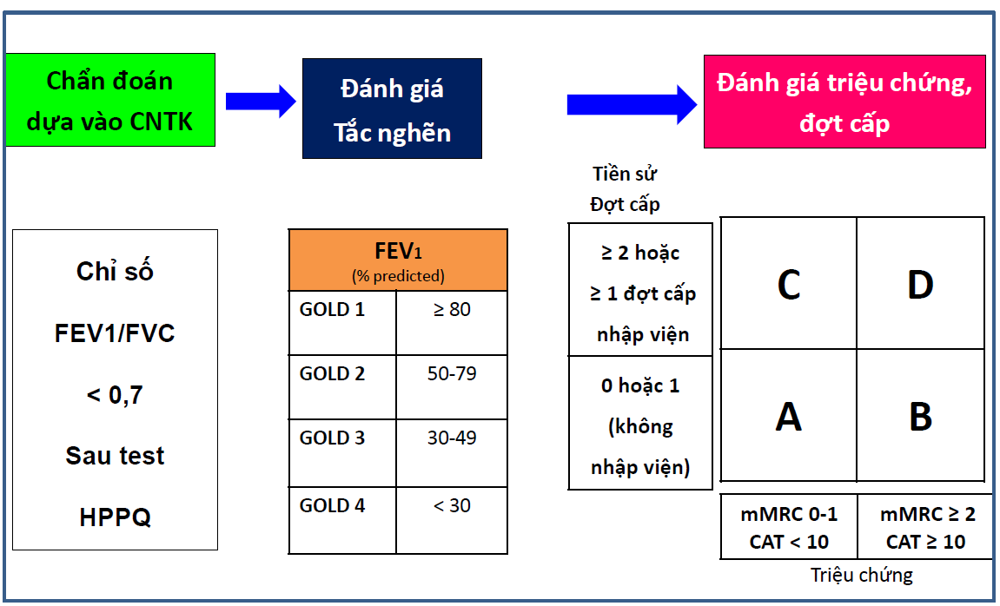 Chẩn đoán
dựa vào CNTK
Đánh giá
Tắc nghẽn
Đánh giá triệu chứng,
đợt cấp
Chỉ số
FEV1/FVC
< 0,7
Sau test
HPPQ
FEV1
(% predicted)
GOLD 1 ≥ 80
GOLD 2 50-79
GOLD 3 30-49
GOLD 4 < 30
Tiền sử
Đợt cấp
≥ 2 hoặc
≥ 1 đợt cấp
nhập viện
0 hoặc 1
(không
nhập viện)
C D
A B
mMRC 0-1 mMRC ≥ 2
CAT < 10 CAT ≥ 10
Triệu chứng